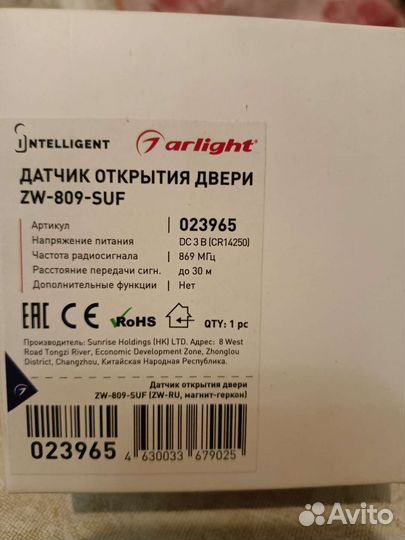 INTELLIGENT arlight
ДАТЧИК ОТКРЫТИЯ ДВЕРИ
ZW-809-SUF
Артикул 023965
Напряжение питания DC 3 В (CR14250)
Частота радиосигнала 869 МГц
Расстояние передачи сигн. до 30 м
Дополнительные функции Нет
EAC CE RoHS QTY: 1 pc
Производитель: Sunrise Holdings (HK) LTD. Адрес: 8 West
Road Tongzi River, Economic Development Zone, Zhonglou
District, Changzhou, Китайская Народная Республика.
Датчик открытия двери
ZW-809-SUF (ZW-RU, магнит-геркон)
023965 4 630033 679025
Avito